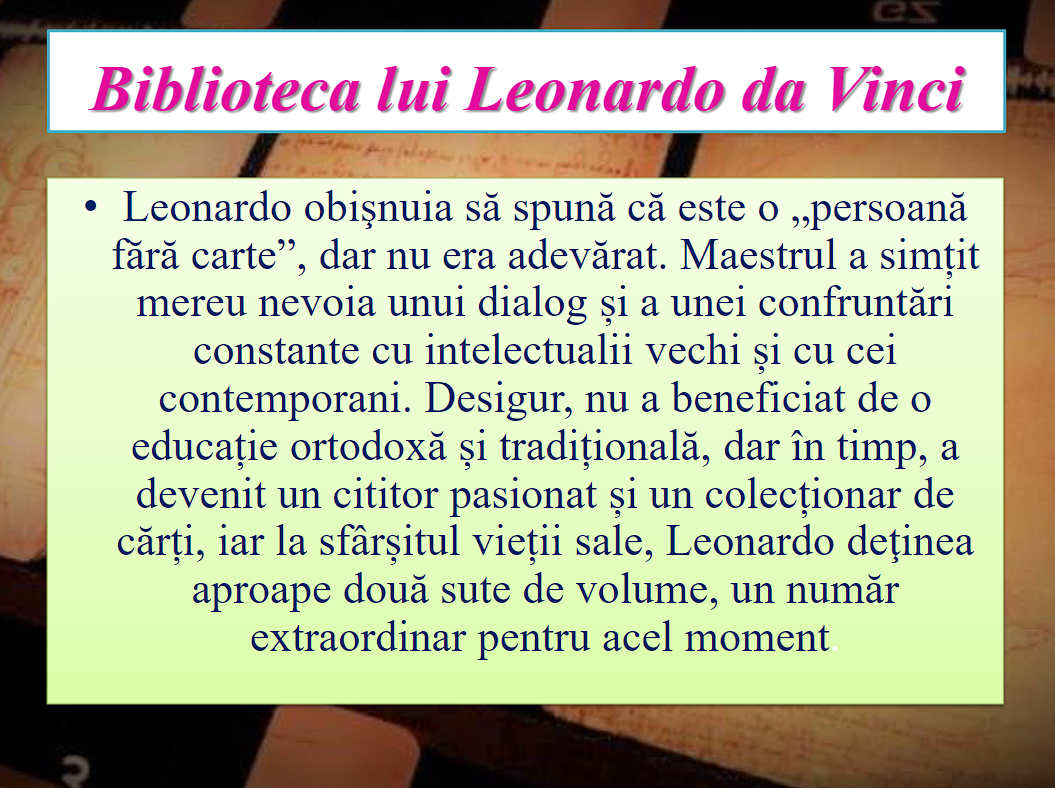 Biblioteca lui Leonardo da Vinci
• Leonardo obişnuia să spună că este o „persoană
fără carte”, dar nu era adevărat. Maestrul a simțit
mereu nevoia unui dialog și a unei confruntări
constante cu intelectualii vechi și cu cei
contemporani. Desigur, nu a beneficiat de o
educație ortodoxă și tradițională, dar în timp, a
devenit un cititor pasionat și un colecționar de
cărți, iar la sfârșitul vieții sale, Leonardo deţinea
aproape două sute de volume, un număr
extraordinar pentru acel moment.